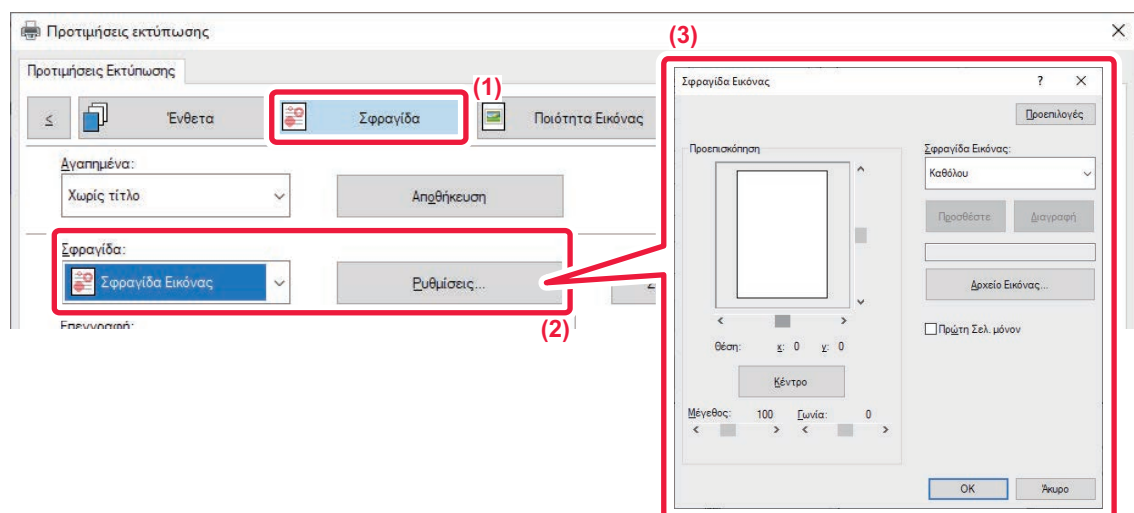 Προτιμήσεις εκτύπωσης
Προτιμήσεις Εκτύπωσης
(1)
≤ Ένθετα Σφραγίδα Ποιότητα Εικόνας
Αγαπημένα:
Χωρίς τίτλο Αποθήκευση
Σφραγίδα:
Σφραγίδα Εικόνας Ρυθμίσεις...
(2)
(3)
Σφραγίδα Εικόνας ? ×
Προεπιλογές
Προεπισκόπηση
Σφραγίδα Εικόνας:
Καθόλου
Προσθέστε Διαγραφή
Αρχείο Εικόνας...
Πρώτη Σελ. μόνον
Θέση: x: 0 y: 0
Κέντρο
Μέγεθος: 100 Γωνία: 0
OK Άκυρο